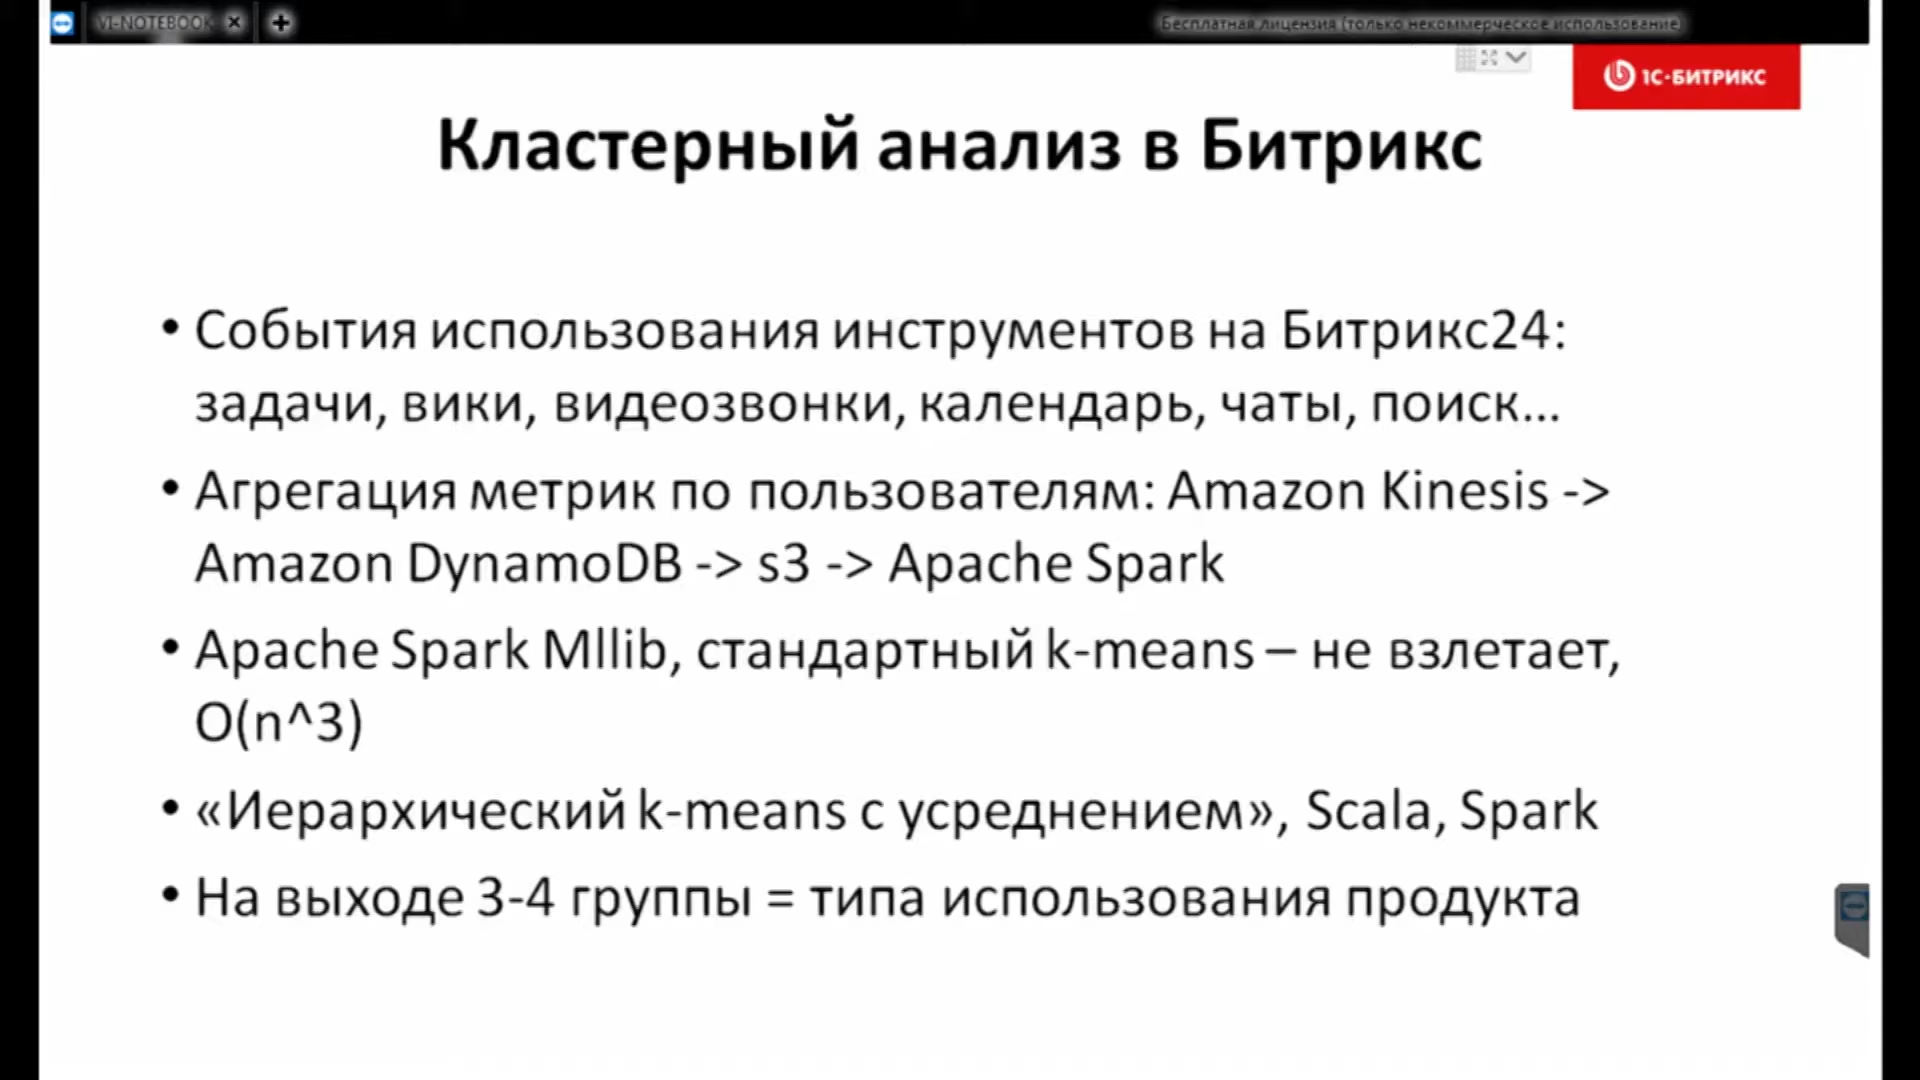 VI-NOTEBOOK
Бесплатная лицензия (только некоммерческое использование)
1С-БИТРИКС
Кластерный анализ в Битрикс
• События использования инструментов на Битрикс24:
задачи, вики, видеозвонки, календарь, чаты, поиск...
• Агрегация метрик по пользователям: Amazon Kinesis ->
Amazon DynamoDB -> s3 -> Apache Spark
• Apache Spark Mllib, стандартный k-means – не взлетает,
O(n^3)
• «Иерархический k-means с усреднением», Scala, Spark
• На выходе 3-4 группы = типа использования продукта